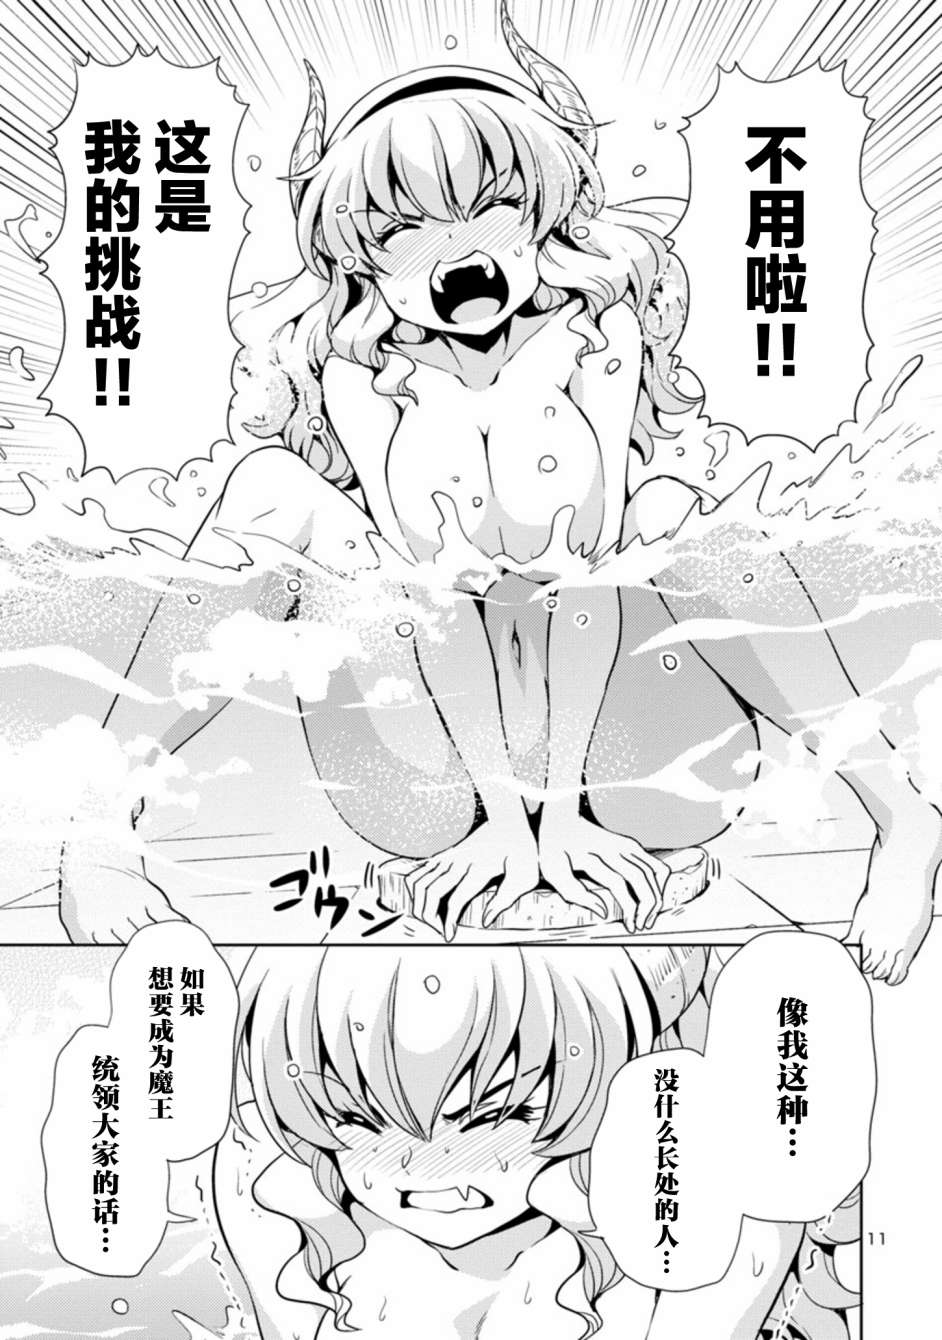 不用啦!!
这是
我的挑战!!
ゴウン
像我这种…
没什么长处的人…
如果
想要成为魔王
统领大家的话…
11